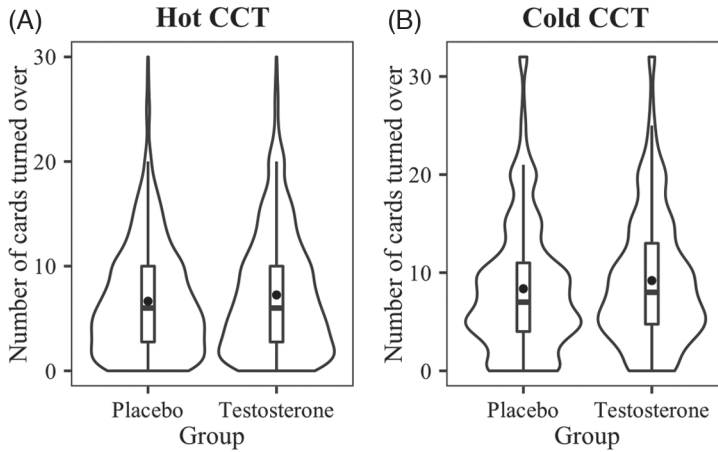 (A) Hot CCT
Number of cards turned over
30
20
10
0
Placebo Testosterone
Group
(B) Cold CCT
Number of cards turned over
30
20
10
0
Placebo Testosterone
Group